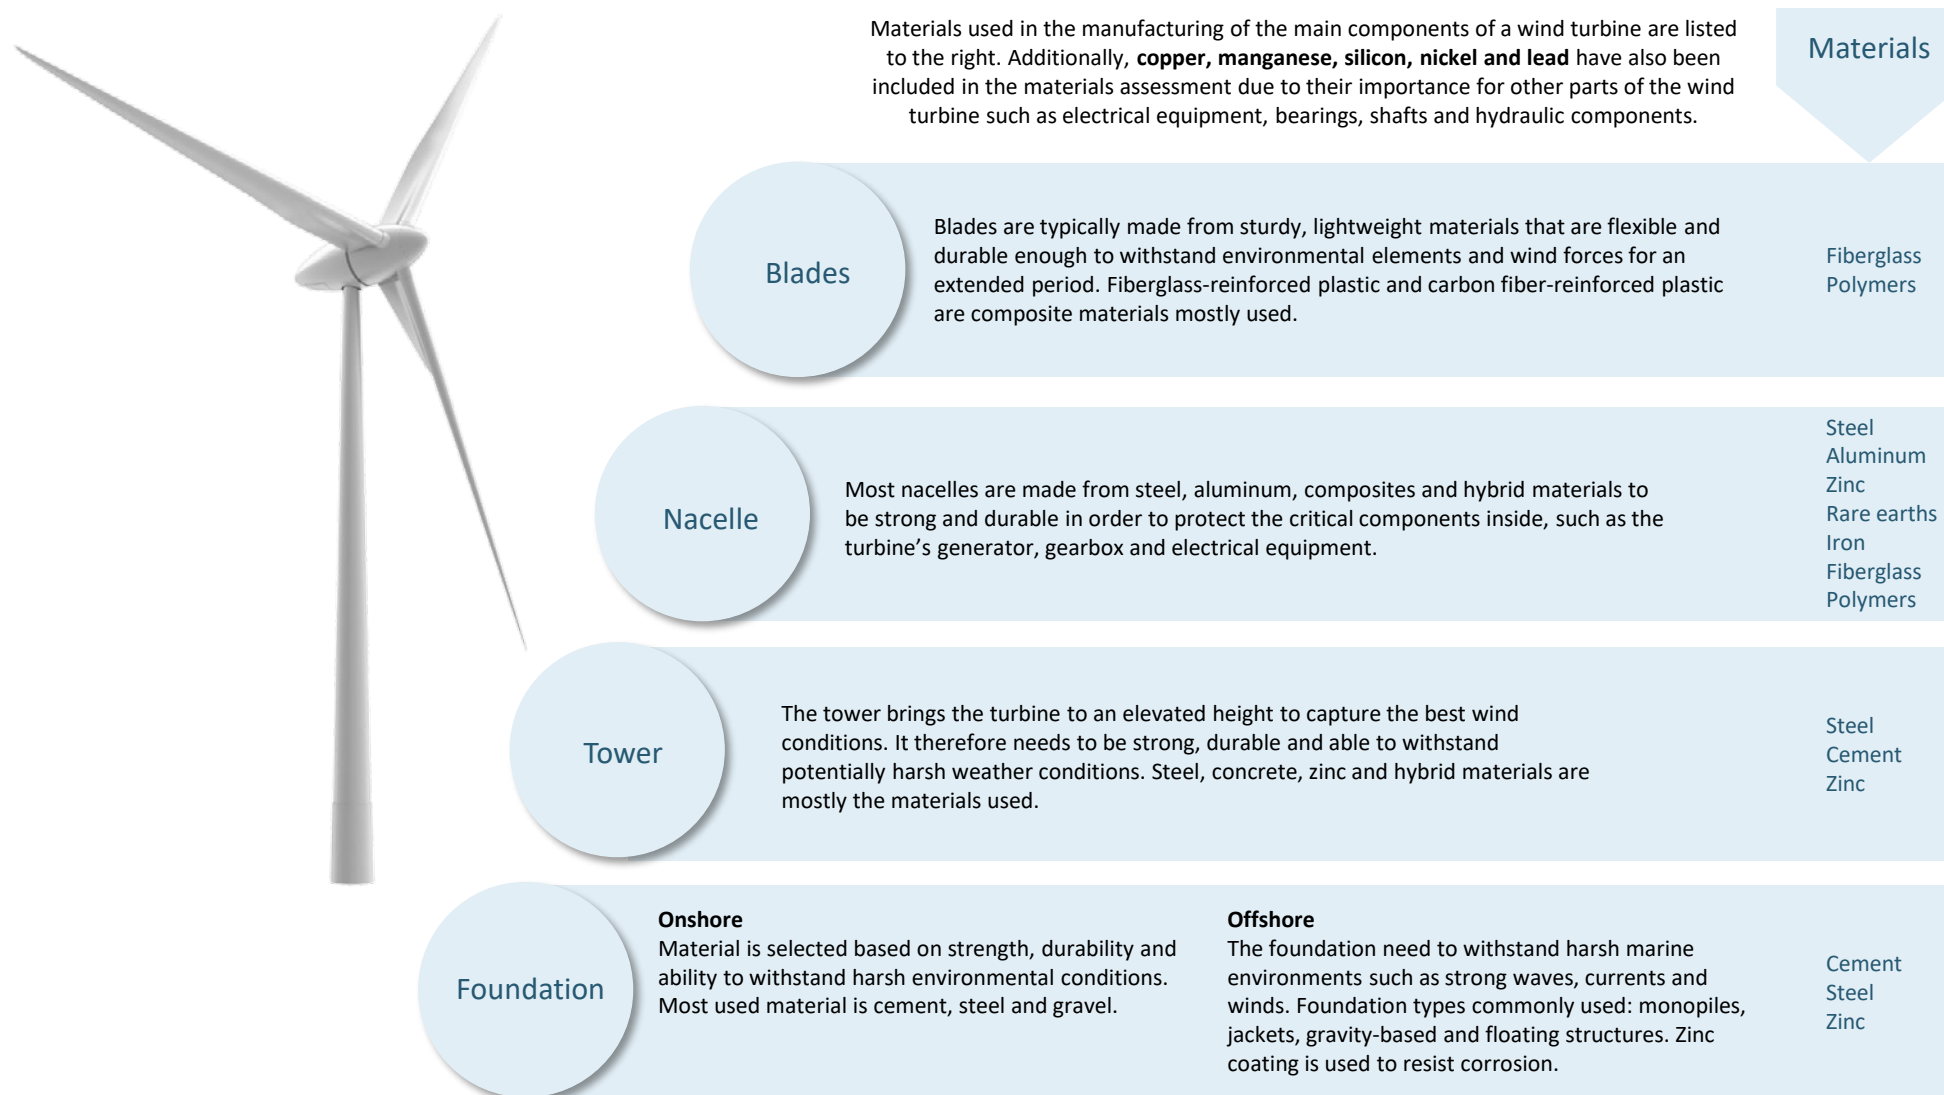 Materials used in the manufacturing of the main components of a wind turbine are listed
to the right. Additionally, copper, manganese, silicon, nickel and lead have also been
included in the materials assessment due to their importance for other parts of the wind
turbine such as electrical equipment, bearings, shafts and hydraulic components.
Materials
Blades
Blades are typically made from sturdy, lightweight materials that are flexible and
durable enough to withstand environmental elements and wind forces for an
extended period. Fiberglass-reinforced plastic and carbon fiber-reinforced plastic
are composite materials mostly used.
Fiberglass
Polymers
Nacelle
Most nacelles are made from steel, aluminum, composites and hybrid materials to
be strong and durable in order to protect the critical components inside, such as the
turbine’s generator, gearbox and electrical equipment.
Steel
Aluminum
Zinc
Rare earths
Iron
Fiberglass
Polymers
Tower
The tower brings the turbine to an elevated height to capture the best wind
conditions. It therefore needs to be strong, durable and able to withstand
potentially harsh weather conditions. Steel, concrete, zinc and hybrid materials are
mostly the materials used.
Steel
Cement
Zinc
Foundation
Onshore
Material is selected based on strength, durability and
ability to withstand harsh environmental conditions.
Most used material is cement, steel and gravel.
Offshore
The foundation need to withstand harsh marine
environments such as strong waves, currents and
winds. Foundation types commonly used: monopiles,
jackets, gravity-based and floating structures. Zinc
coating is used to resist corrosion.
Cement
Steel
Zinc